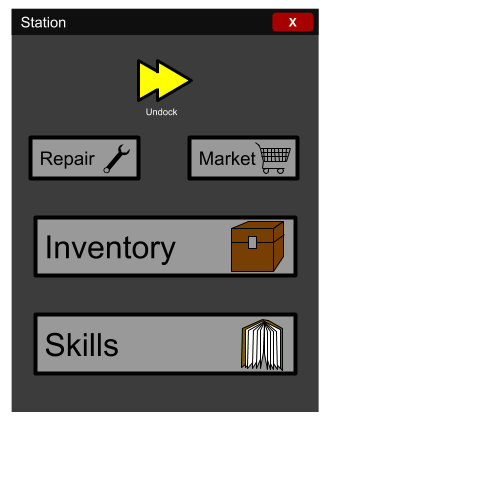 Station X
Undock
Repair
Market
Inventory
Skills